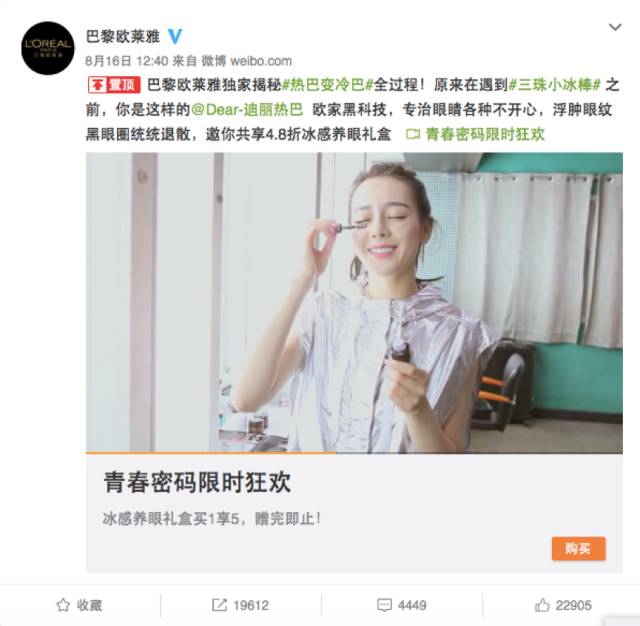 L'ORÉAL
PARIS
巴黎欧莱雅
巴黎欧莱雅
8月16日 12:40 来自 微博 weibo.com
置顶 巴黎欧莱雅独家揭秘#热巴变冷巴#全过程！原来在遇到#三珠小冰棒# 之
前，你是这样的@Dear-迪丽热巴 欧家黑科技，专治眼睛各种不开心，浮肿眼纹
黑眼圈统统退散，邀你共享4.8折冰感养眼礼盒 青春密码限时狂欢
青春密码限时狂欢
冰感养眼礼盒买1享5，赠完即止！
购买
收藏 19612 4449 22905